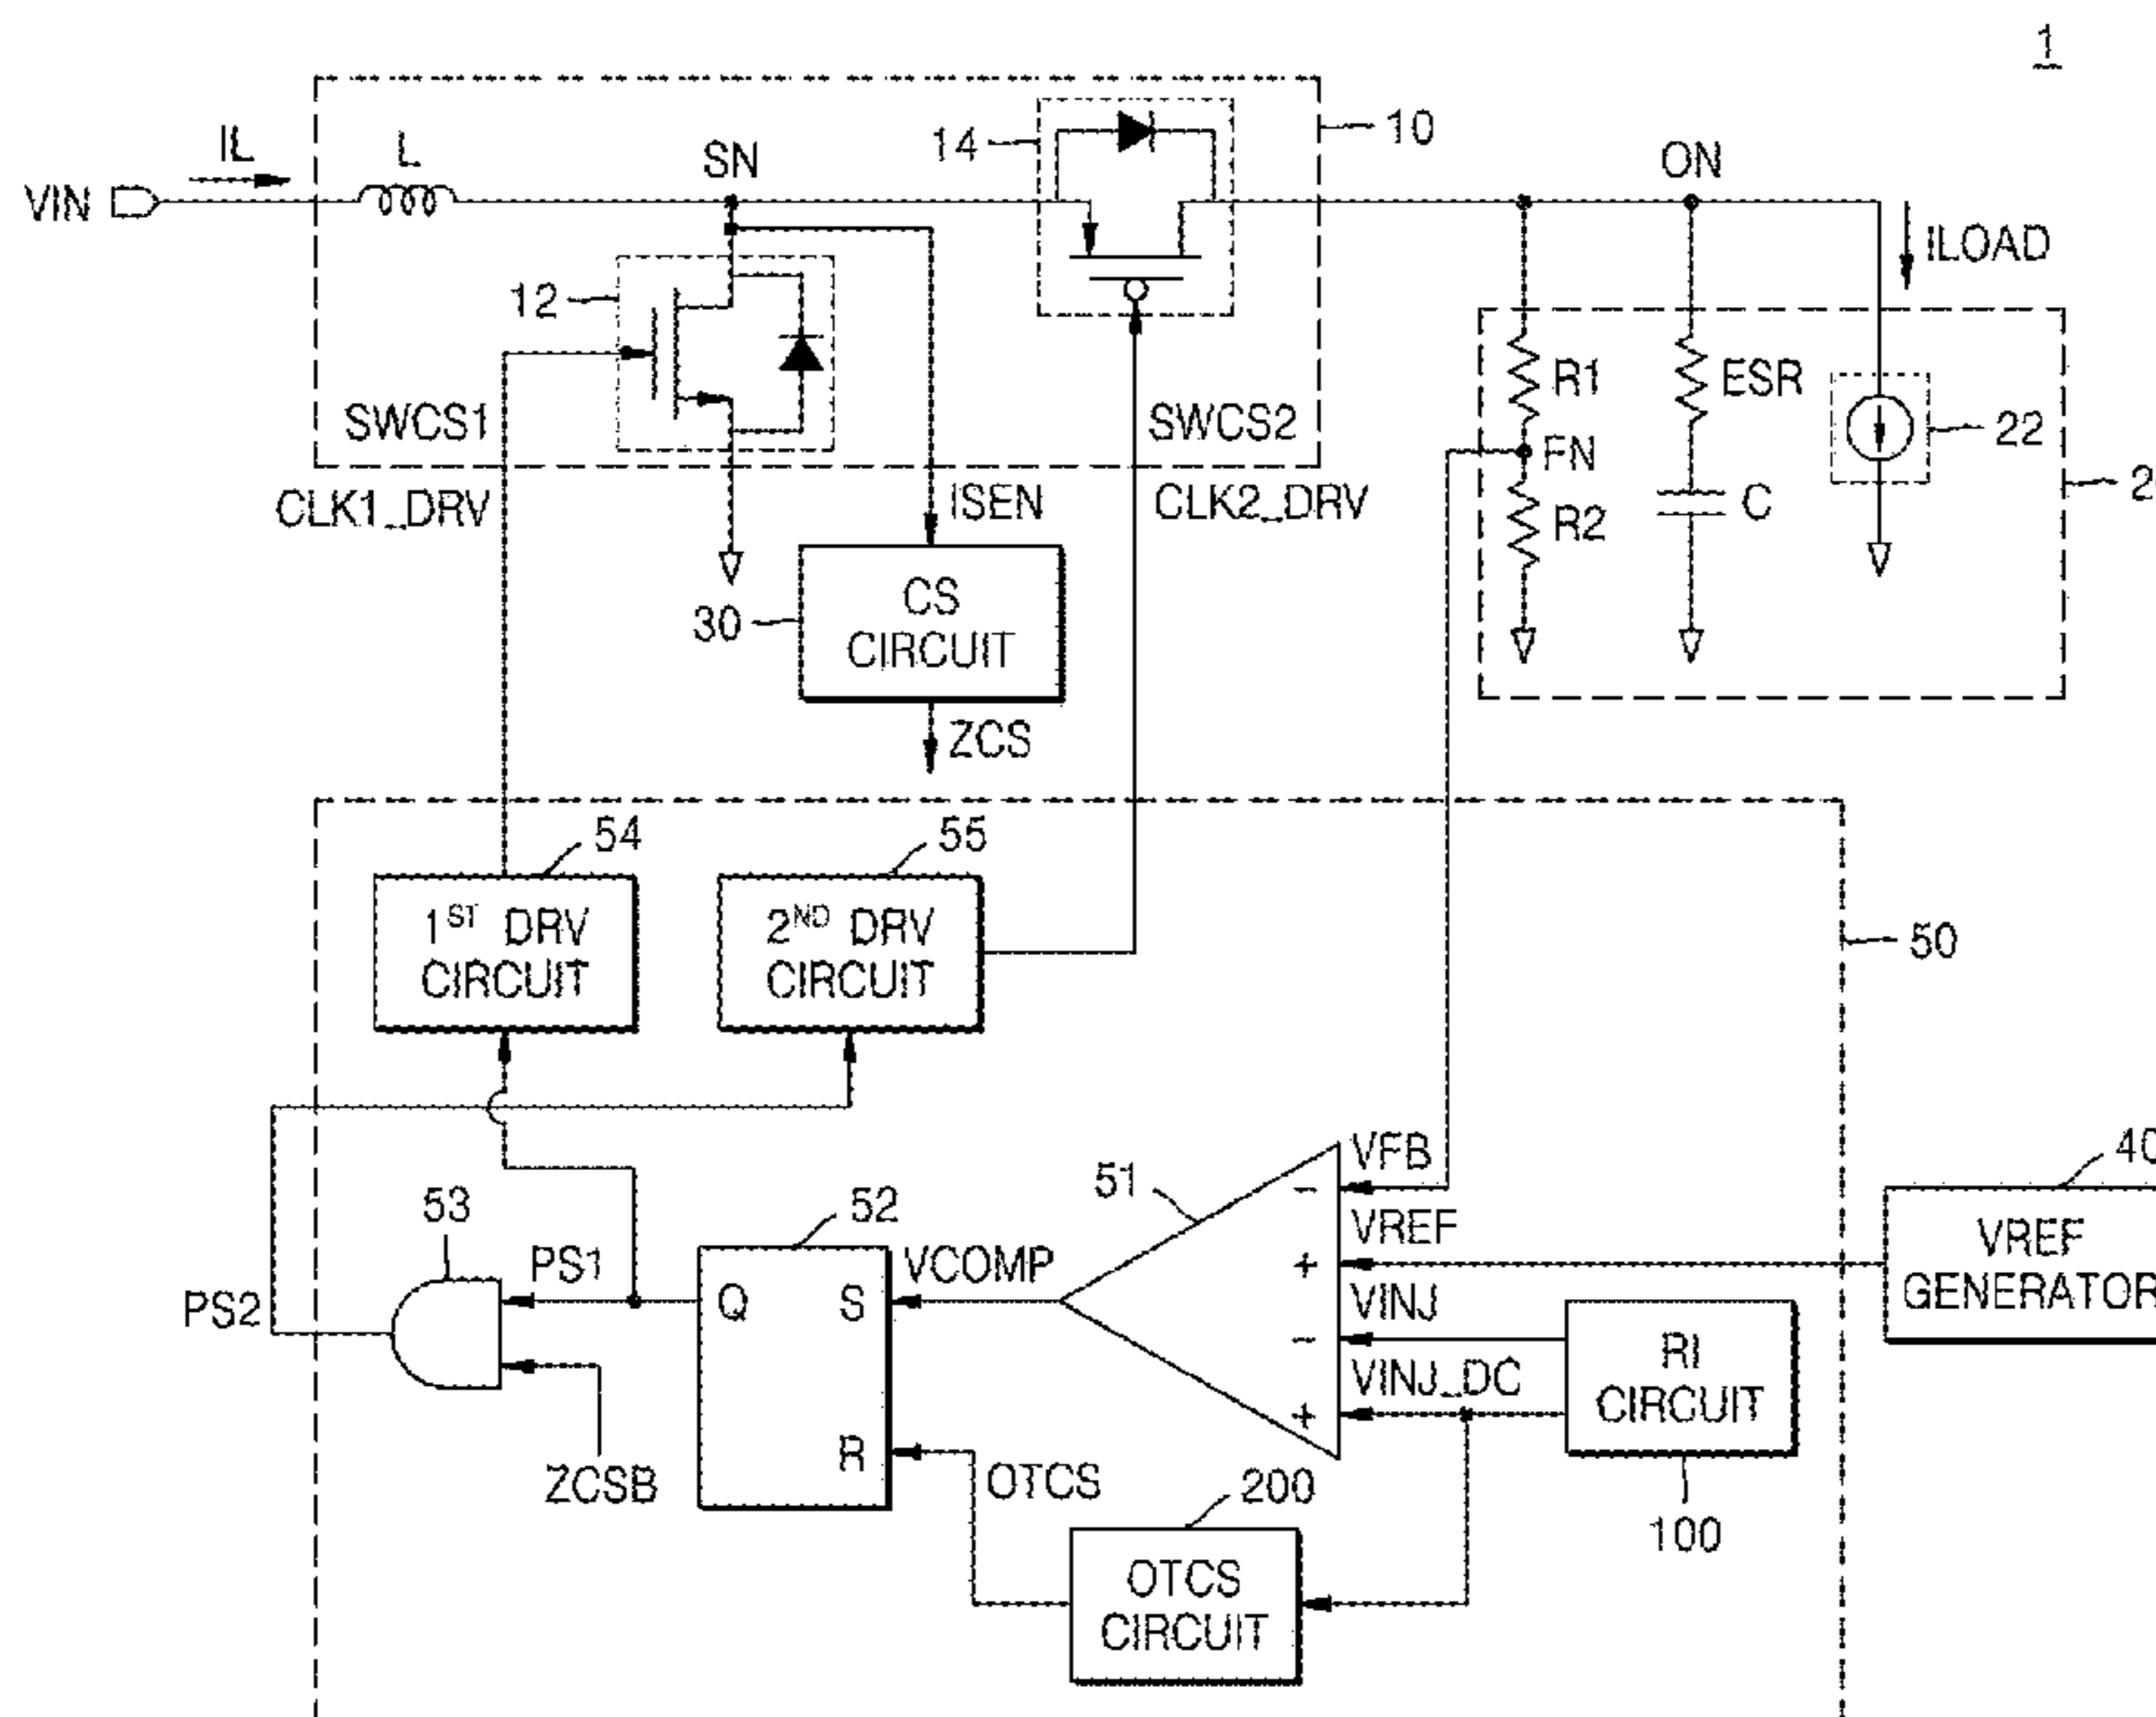 1
IL
L
SN
14
10
ON
VIN
ILOAD
12
R1
ESR
SWCS1
SWCS2
22
FN
CLK1_DRV
ISEN
CLK2_DRV
R2
C
2
CS
CIRCUIT
30
ZCS
54
55
1ST DRV
CIRCUIT
2ND DRV
CIRCUIT
50
VFB
-
40
51
53
52
VREF
+
VREF
GENERATOR
PS1
VCOMP
VINJ
-
PS2
Q
S
RI
CIRCUIT
VINJ_DC
+
R
ZCSB
OTCS
200
100
OTCS
CIRCUIT